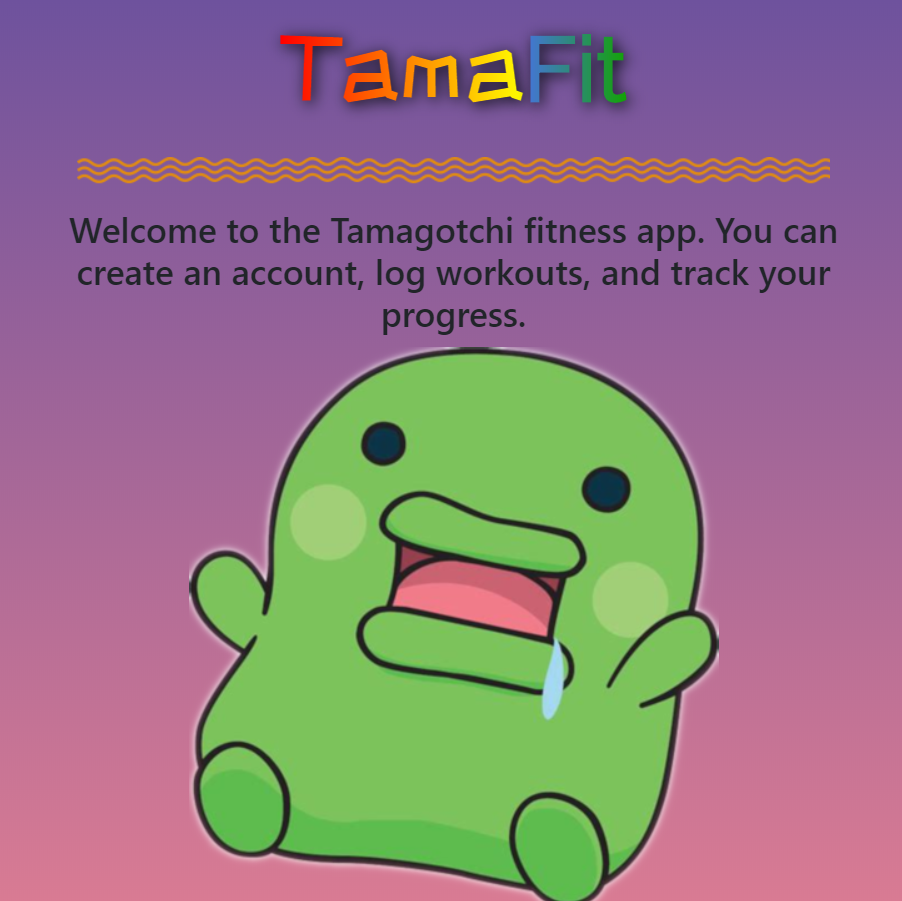 TamaFit
Welcome to the Tamagotchi fitness app. You can
create an account, log workouts, and track your
progress.